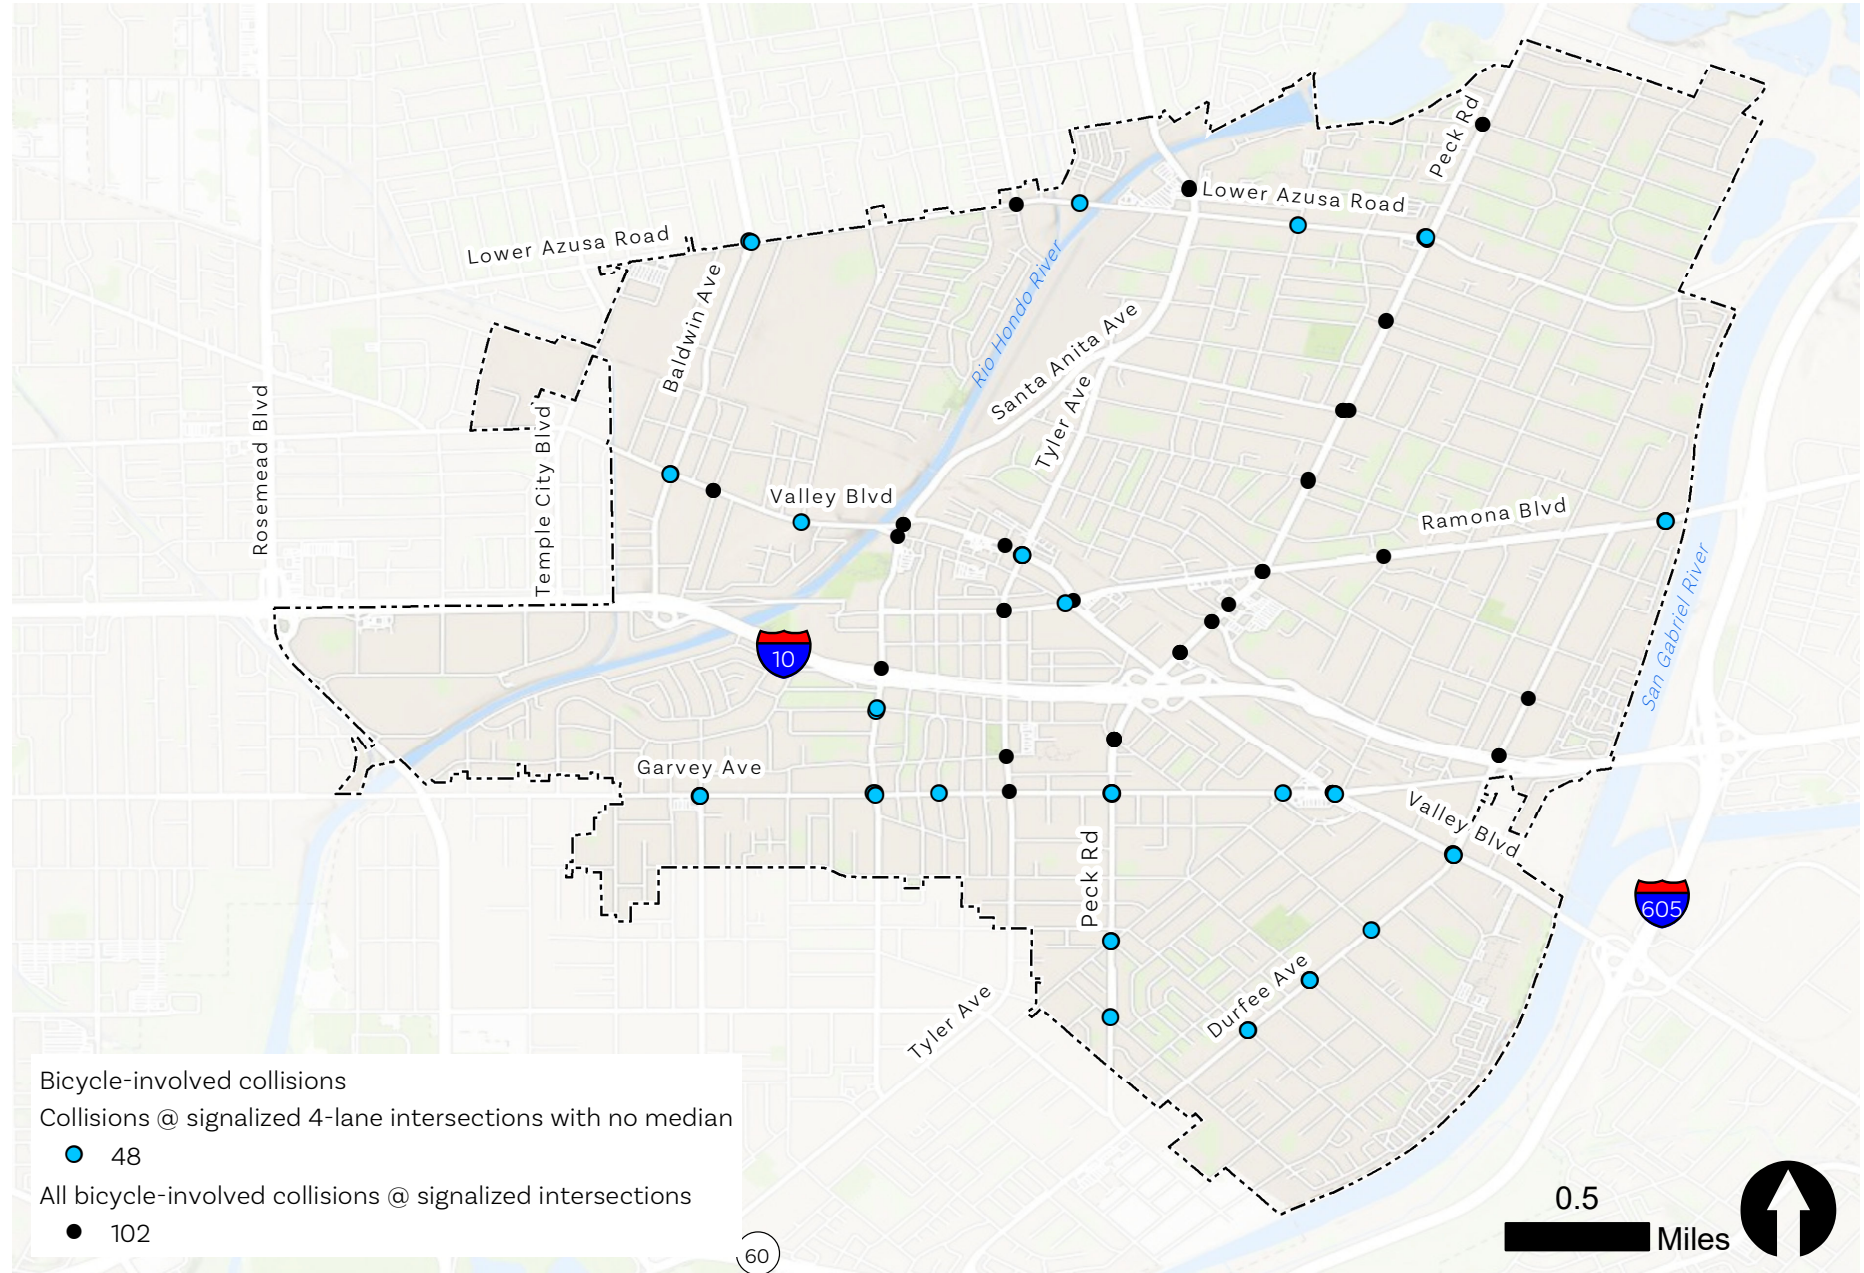 Peck Rd
Lower Azusa Road
Lower Azusa Road
Baldwin Ave
Rio Hondo River
Santa Anita Ave
Tyler Ave
Rosemead Blvd
Temple City Blvd
Valley Blvd
Ramona Blvd
San Gabriel River
10
Garvey Ave
Valley Blvd
Peck Rd
605
Durfee Ave
Tyler Ave
Bicycle-involved collisions
Collisions @ signalized 4-lane intersections with no median
48
All bicycle-involved collisions @ signalized intersections
102
60
0.5
Miles